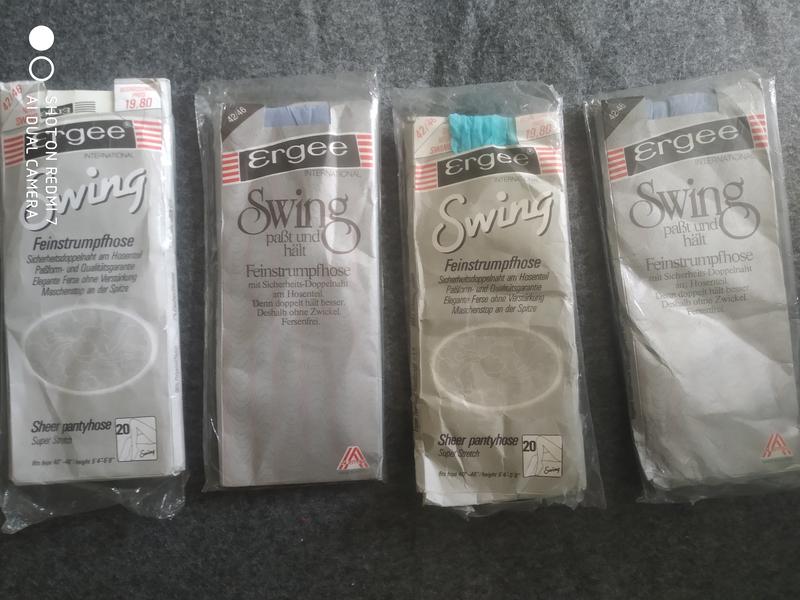 SHOT ON REDMI 7
AI DUAL CAMERA
42/46
19.80
Ergee
INTERNATIONAL
Swing
Feinstrumpfhose
Sicherheitsdoppelnaht am Hosenteil
Paßform- und Qualitätsgarantie
Elegante Ferse ohne Verstärkung
Maschenstop an der Spitze
Sheer pantyhose
Super Stretch
20
Swing
42/46
Ergee
INTERNATIONAL
Swing
paßt und
hält
Feinstrumpfhose
mit Sicherheits-Doppelnaht
am Hosenteil.
Denn doppelt hält besser.
Deshalb ohne Zwickel.
Fersenfrei.
42/46
19.80
Ergee
INTERNATIONAL
Swing
Feinstrumpfhose
Sicherheitsdoppelnaht am Hosenteil
Paßform- und Qualitätsgarantie
Elegante Ferse ohne Verstärkung
Maschenstop an der Spitze
Sheer pantyhose
Super Stretch
20
Swing
42/46
Ergee
INTERNATIONAL
Swing
paßt und
hält
Feinstrumpfhose
mit Sicherheits-Doppelnaht
am Hosenteil.
Denn doppelt hält besser.
Deshalb ohne Zwickel.
Fersenfrei.